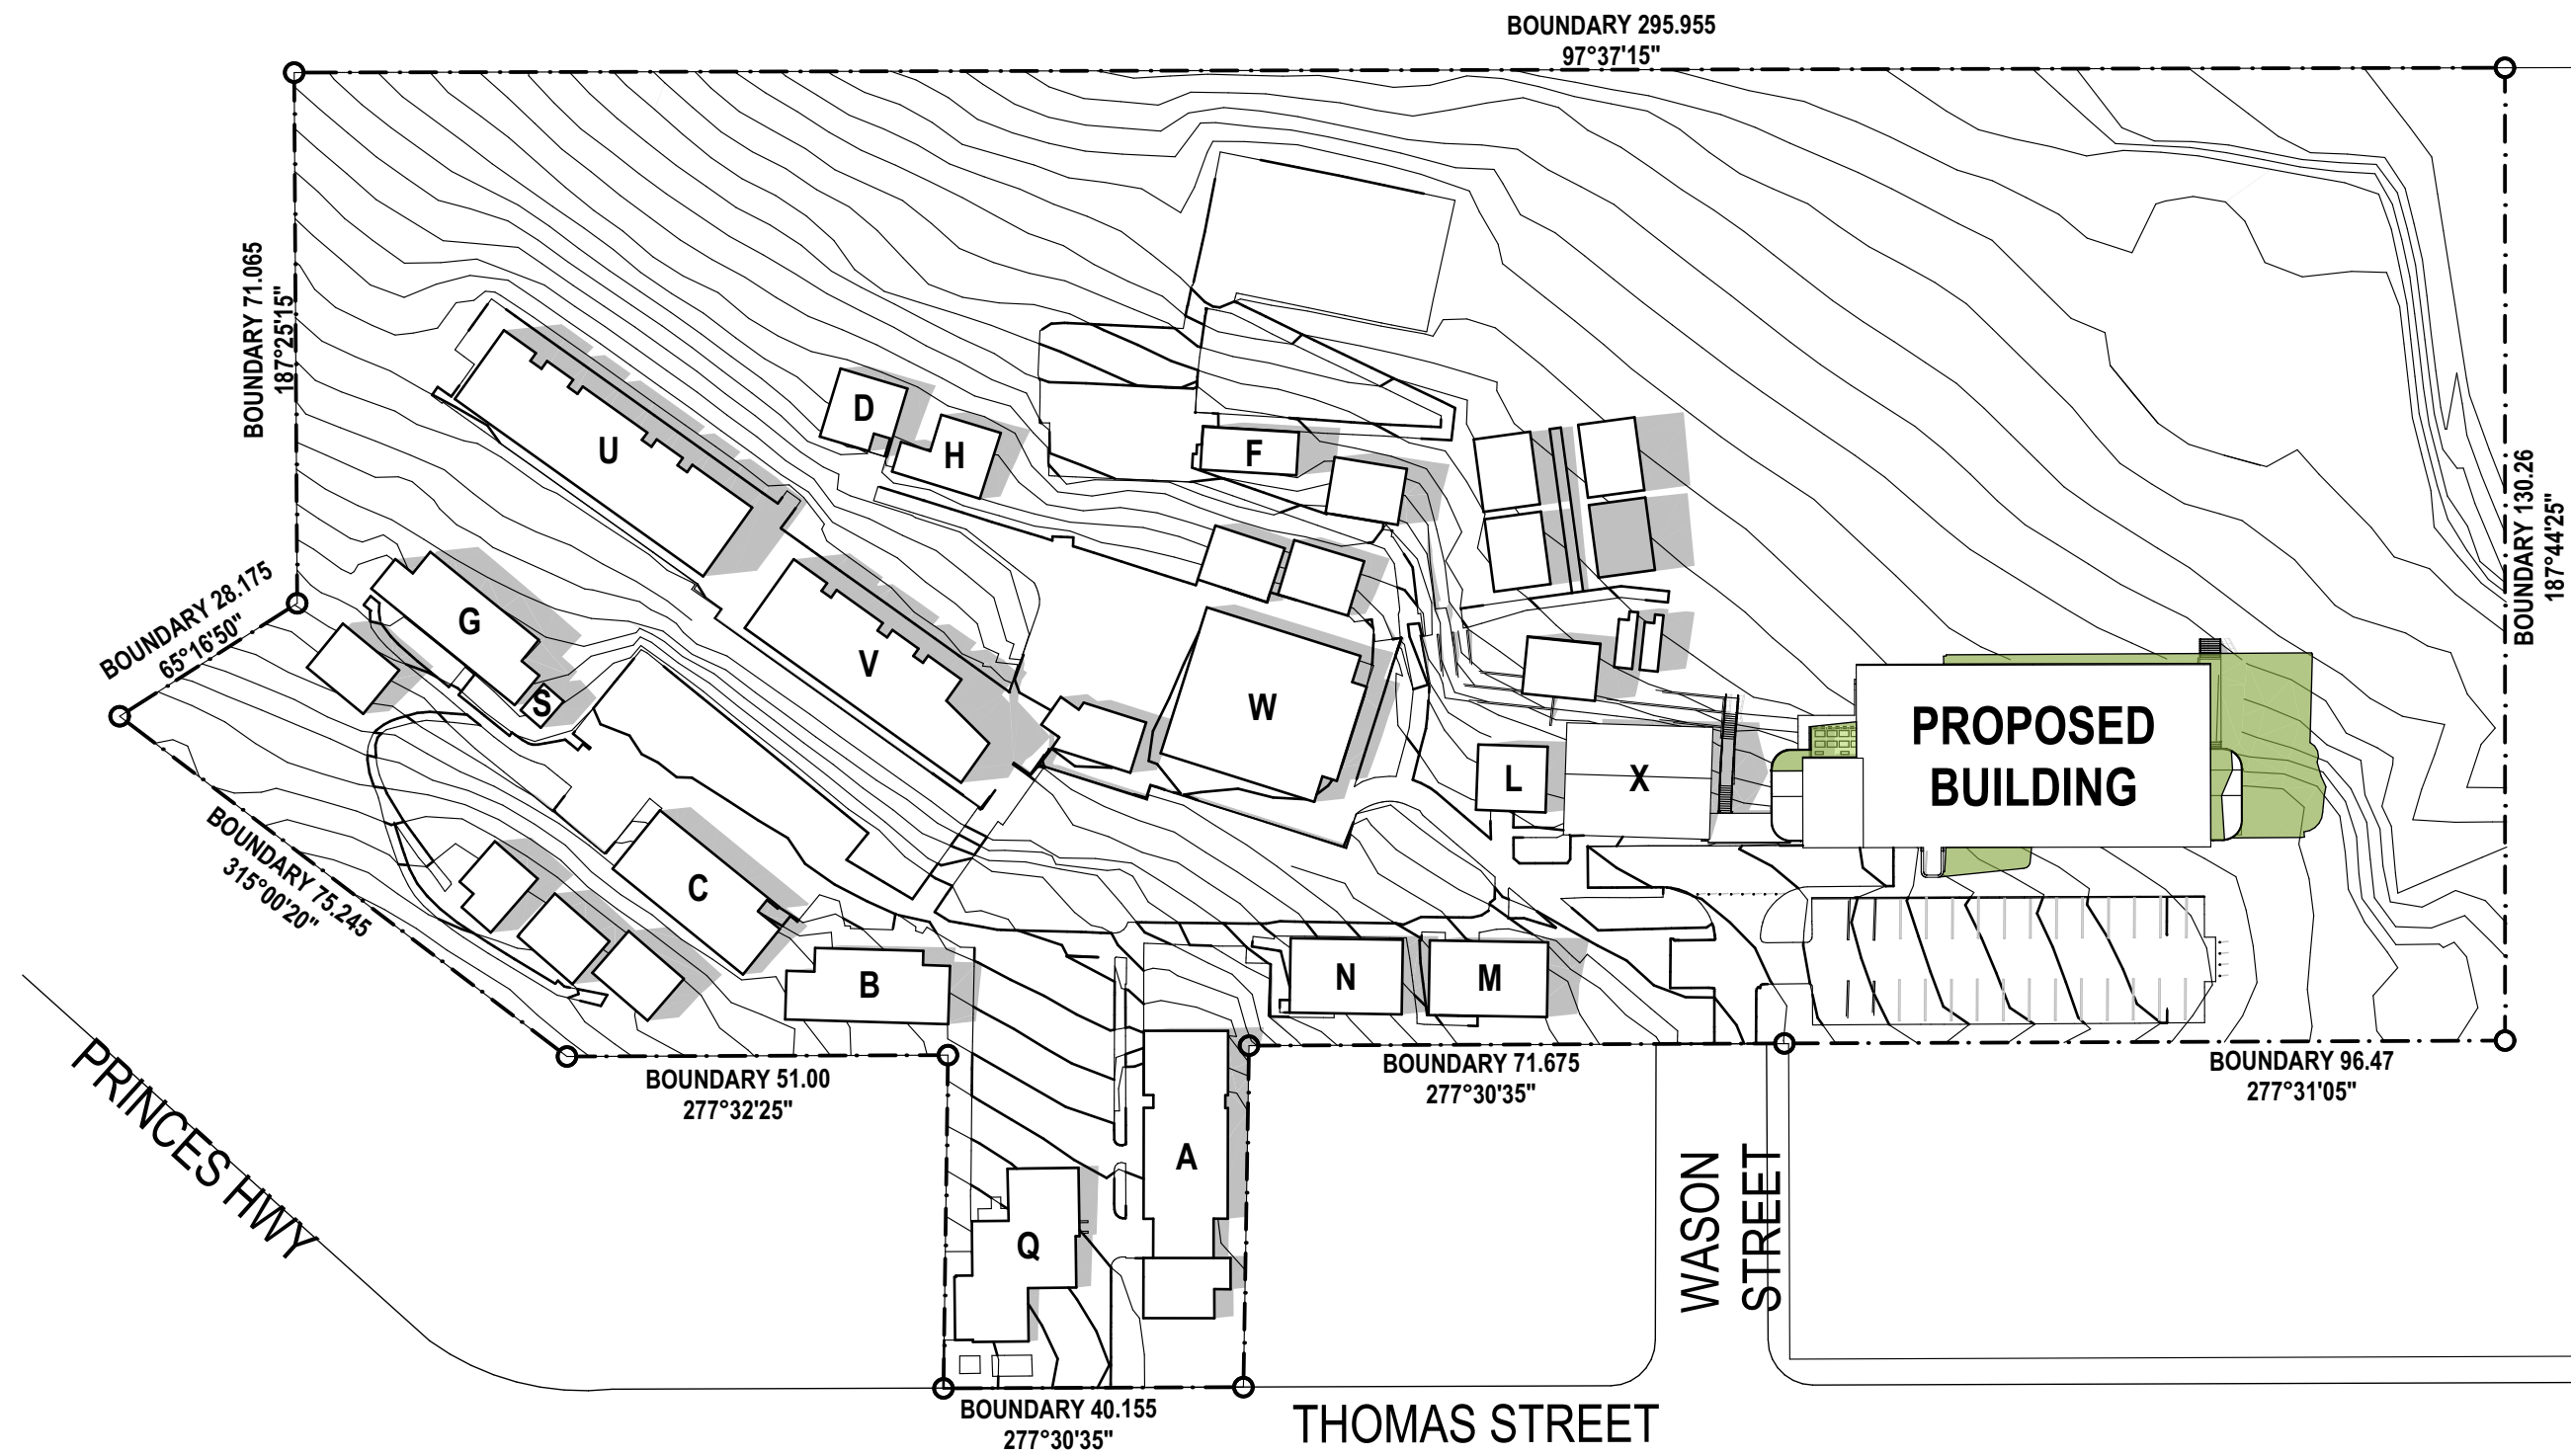 BOUNDARY 295.955
97°37'15"
BOUNDARY 71.065
187°25'15"
D
H
F
U
BOUNDARY 130.26
187°44'25"
BOUNDARY 28.175
65°16'50"
G
S
V
W
L
X
PROPOSED
BUILDING
BOUNDARY 75.245
315°00'20"
C
B
N
M
BOUNDARY 51.00
277°32'25"
BOUNDARY 71.675
277°30'35"
BOUNDARY 96.47
277°31'05"
PRINCES HWY
A
Q
WASON
STREET
BOUNDARY 40.155
277°30'35"
THOMAS STREET